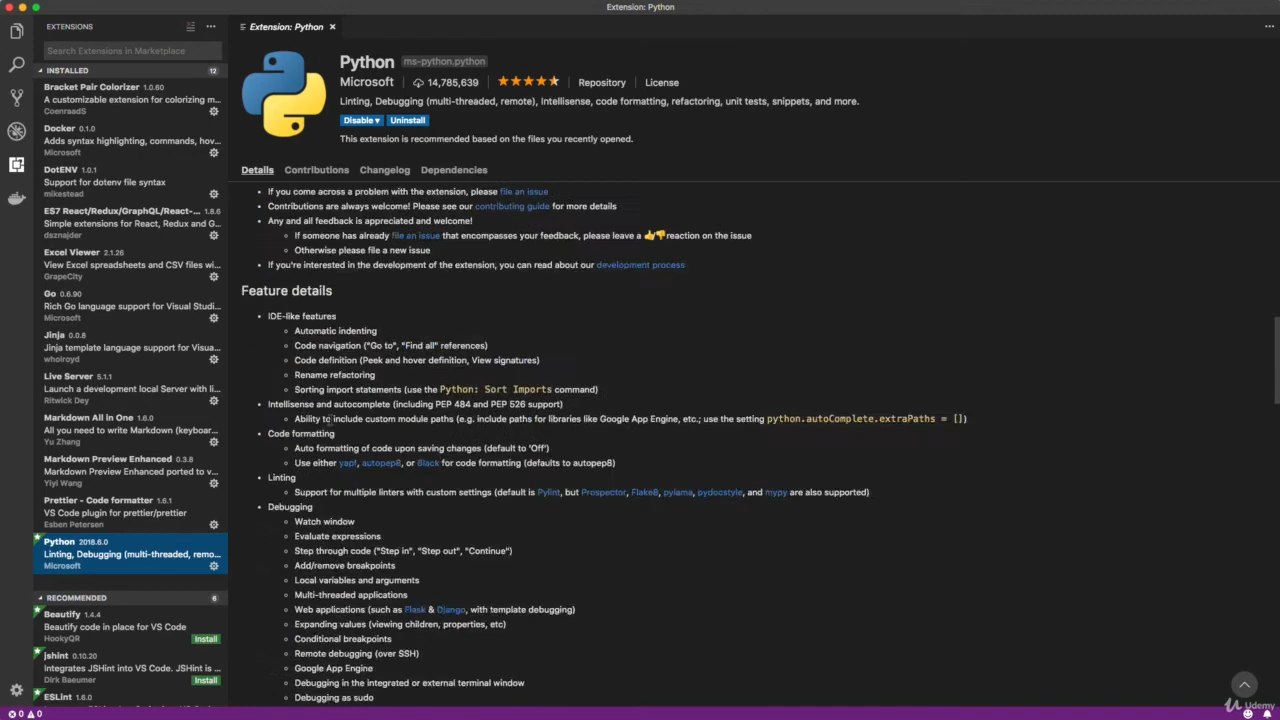 Extension: Python
EXTENSIONS
Search Extensions in Marketplace
INSTALLED 12
Bracket Pair Colorizer 1.0.60
A customizable extension for colorizing m...
CoenraadS
Docker 0.1.0
Adds syntax highlighting, commands, hov...
Microsoft
DotENV 1.0.1
Support for dotenv file syntax
mikestead
ES7 React/Redux/GraphQL/React-... 1.8.6
Simple extensions for React, Redux and G...
dsznajder
Excel Viewer 2.1.26
View Excel spreadsheets and CSV files wi...
GrapeCity
Go 0.6.90
Rich Go language support for Visual Studi...
Microsoft
Jinja 0.0.8
Jinja template language support for Visua...
wholroyd
Live Server 5.1.1
Launch a development local Server with li...
Ritwick Dey
Markdown All in One 1.6.0
All you need to write Markdown (keyboar...
Yu Zhang
Markdown Preview Enhanced 0.3.8
Markdown Preview Enhanced ported to v...
Yiyi Wang
Prettier - Code formatter 1.6.1
VS Code plugin for prettier/prettier
Esben Petersen
Python 2018.6.0
Linting, Debugging (multi-threaded, remo...
Microsoft
RECOMMENDED 6
Beautify 1.4.4
Beautify code in place for VS Code
HookyQR Install
jshint 0.10.20
Integrates JSHint into VS Code. JSHint is ...
Dirk Baeumer Install
ESLint 1.6.0
0 0
Extension: Python
Python ms-python.python
Microsoft 14,785,639 Repository License
Linting, Debugging (multi-threaded, remote), Intellisense, code formatting, refactoring, unit tests, snippets, and more.
Disable Uninstall
This extension is recommended based on the files you recently opened.
Details Contributions Changelog Dependencies
If you come across a problem with the extension, please file an issue
Contributions are always welcome! Please see our contributing guide for more details
Any and all feedback is appreciated and welcome!
If someone has already file an issue that encompasses your feedback, please leave a 👍👎reaction on the issue
Otherwise please file a new issue
If you're interested in the development of the extension, you can read about our development process
Feature details
IDE-like features
Automatic indenting
Code navigation ("Go to", "Find all" references)
Code definition (Peek and hover definition, View signatures)
Rename refactoring
Sorting import statements (use the Python: Sort Imports command)
Intellisense and autocomplete (including PEP 484 and PEP 526 support)
Ability to include custom module paths (e.g. include paths for libraries like Google App Engine, etc.; use the setting python.autoComplete.extraPaths = [])
Code formatting
Auto formatting of code upon saving changes (default to 'Off')
Use either yapf, autopep8, or Black for code formatting (defaults to autopep8)
Linting
Support for multiple linters with custom settings (default is Pylint, but Prospector, Flake8, pylama, pydocstyle, and mypy are also supported)
Debugging
Watch window
Evaluate expressions
Step through code ("Step in", "Step out", "Continue")
Add/remove breakpoints
Local variables and arguments
Multi-threaded applications
Web applications (such as Flask & Django, with template debugging)
Expanding values (viewing children, properties, etc)
Conditional breakpoints
Remote debugging (over SSH)
Google App Engine
Debugging in the integrated or external terminal window
Debugging as sudo
Udemy